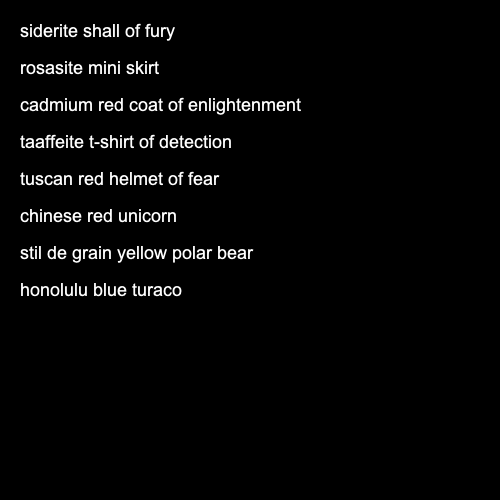 siderite shall of fury
rosasite mini skirt
cadmium red coat of enlightenment
taaffeite t-shirt of detection
tuscan red helmet of fear
chinese red unicorn
stil de grain yellow polar bear
honolulu blue turaco